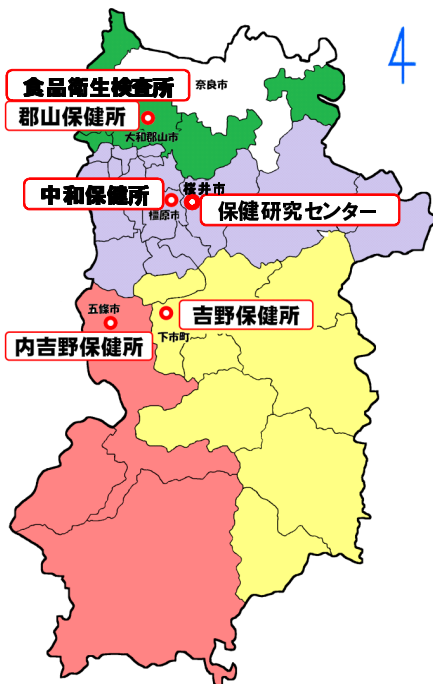 食品衛生検査所
奈良市
郡山保健所
大和郡山市
中和保健所
桜井市
橿原市
保健研究センター
五條市
吉野保健所
下市町
内吉野保健所